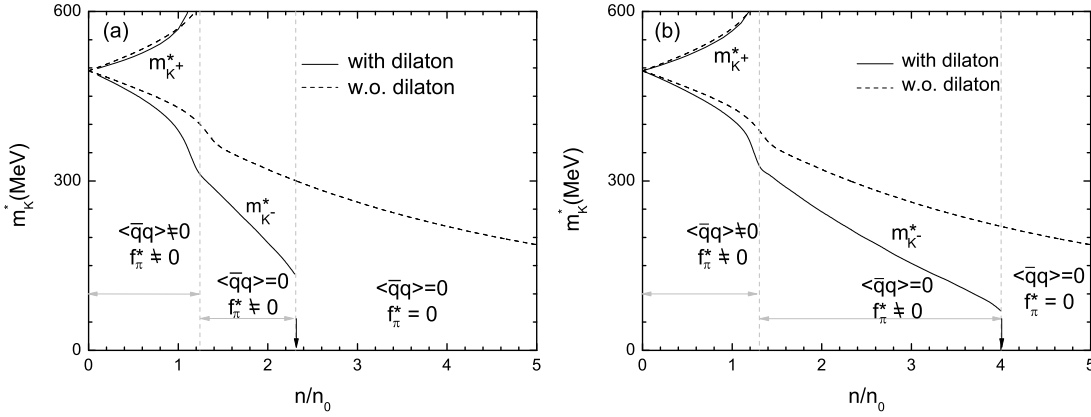 (a)
600
300
0
m*K(MeV)
m*K+
with dilaton
w.o. dilaton
m*K-
<q̄q>≠0
f*π ≠ 0
<q̄q>=0
f*π ≠ 0
<q̄q>=0
f*π = 0
0 1 2 3 4 5
n/n0
(b)
600
300
0
m*K(MeV)
m*K+
with dilaton
w.o. dilaton
m*K-
<q̄q>≠0
f*π ≠ 0
<q̄q>=0
f*π ≠ 0
<q̄q>=0
f*π = 0
0 1 2 3 4 5
n/n0